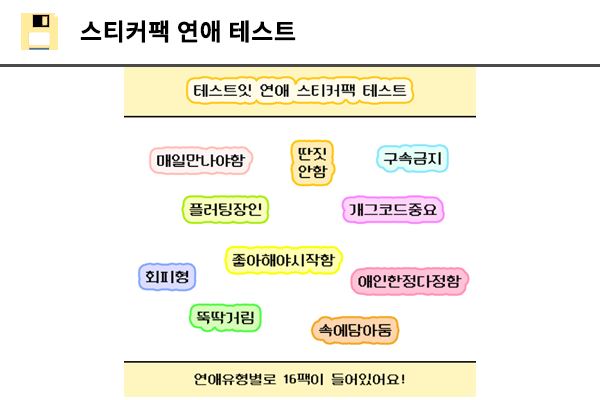 스티커팩 연애 테스트
테스트잇 연애 스티커팩 테스트
매일만나야함
딴짓
안함
구속금지
플러팅장인
개그코드중요
좋아해야시작함
회피형
애인한정다정함
뚝딱거림
속에담아둠
연애유형별로 16팩이 들어있어요!